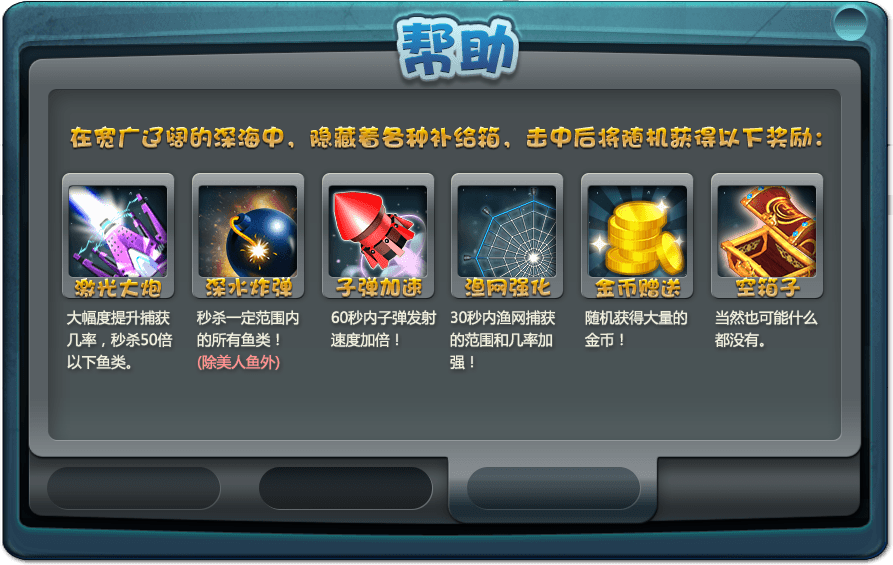 帮助
在宽广辽阔的深海中，隐藏着各种补给箱，击中后将随机获得以下奖励：
激光大炮
深水炸弹
子弹加速
渔网强化
金币赠送
空箱子
大幅度提升捕获
几率，秒杀50倍
以下鱼类。
秒杀一定范围内
的所有鱼类！
(除美人鱼外)
60秒内子弹发射
速度加倍！
30秒内渔网捕获
的范围和几率加
强！
随机获得大量的
金币！
当然也可能什么
都没有。